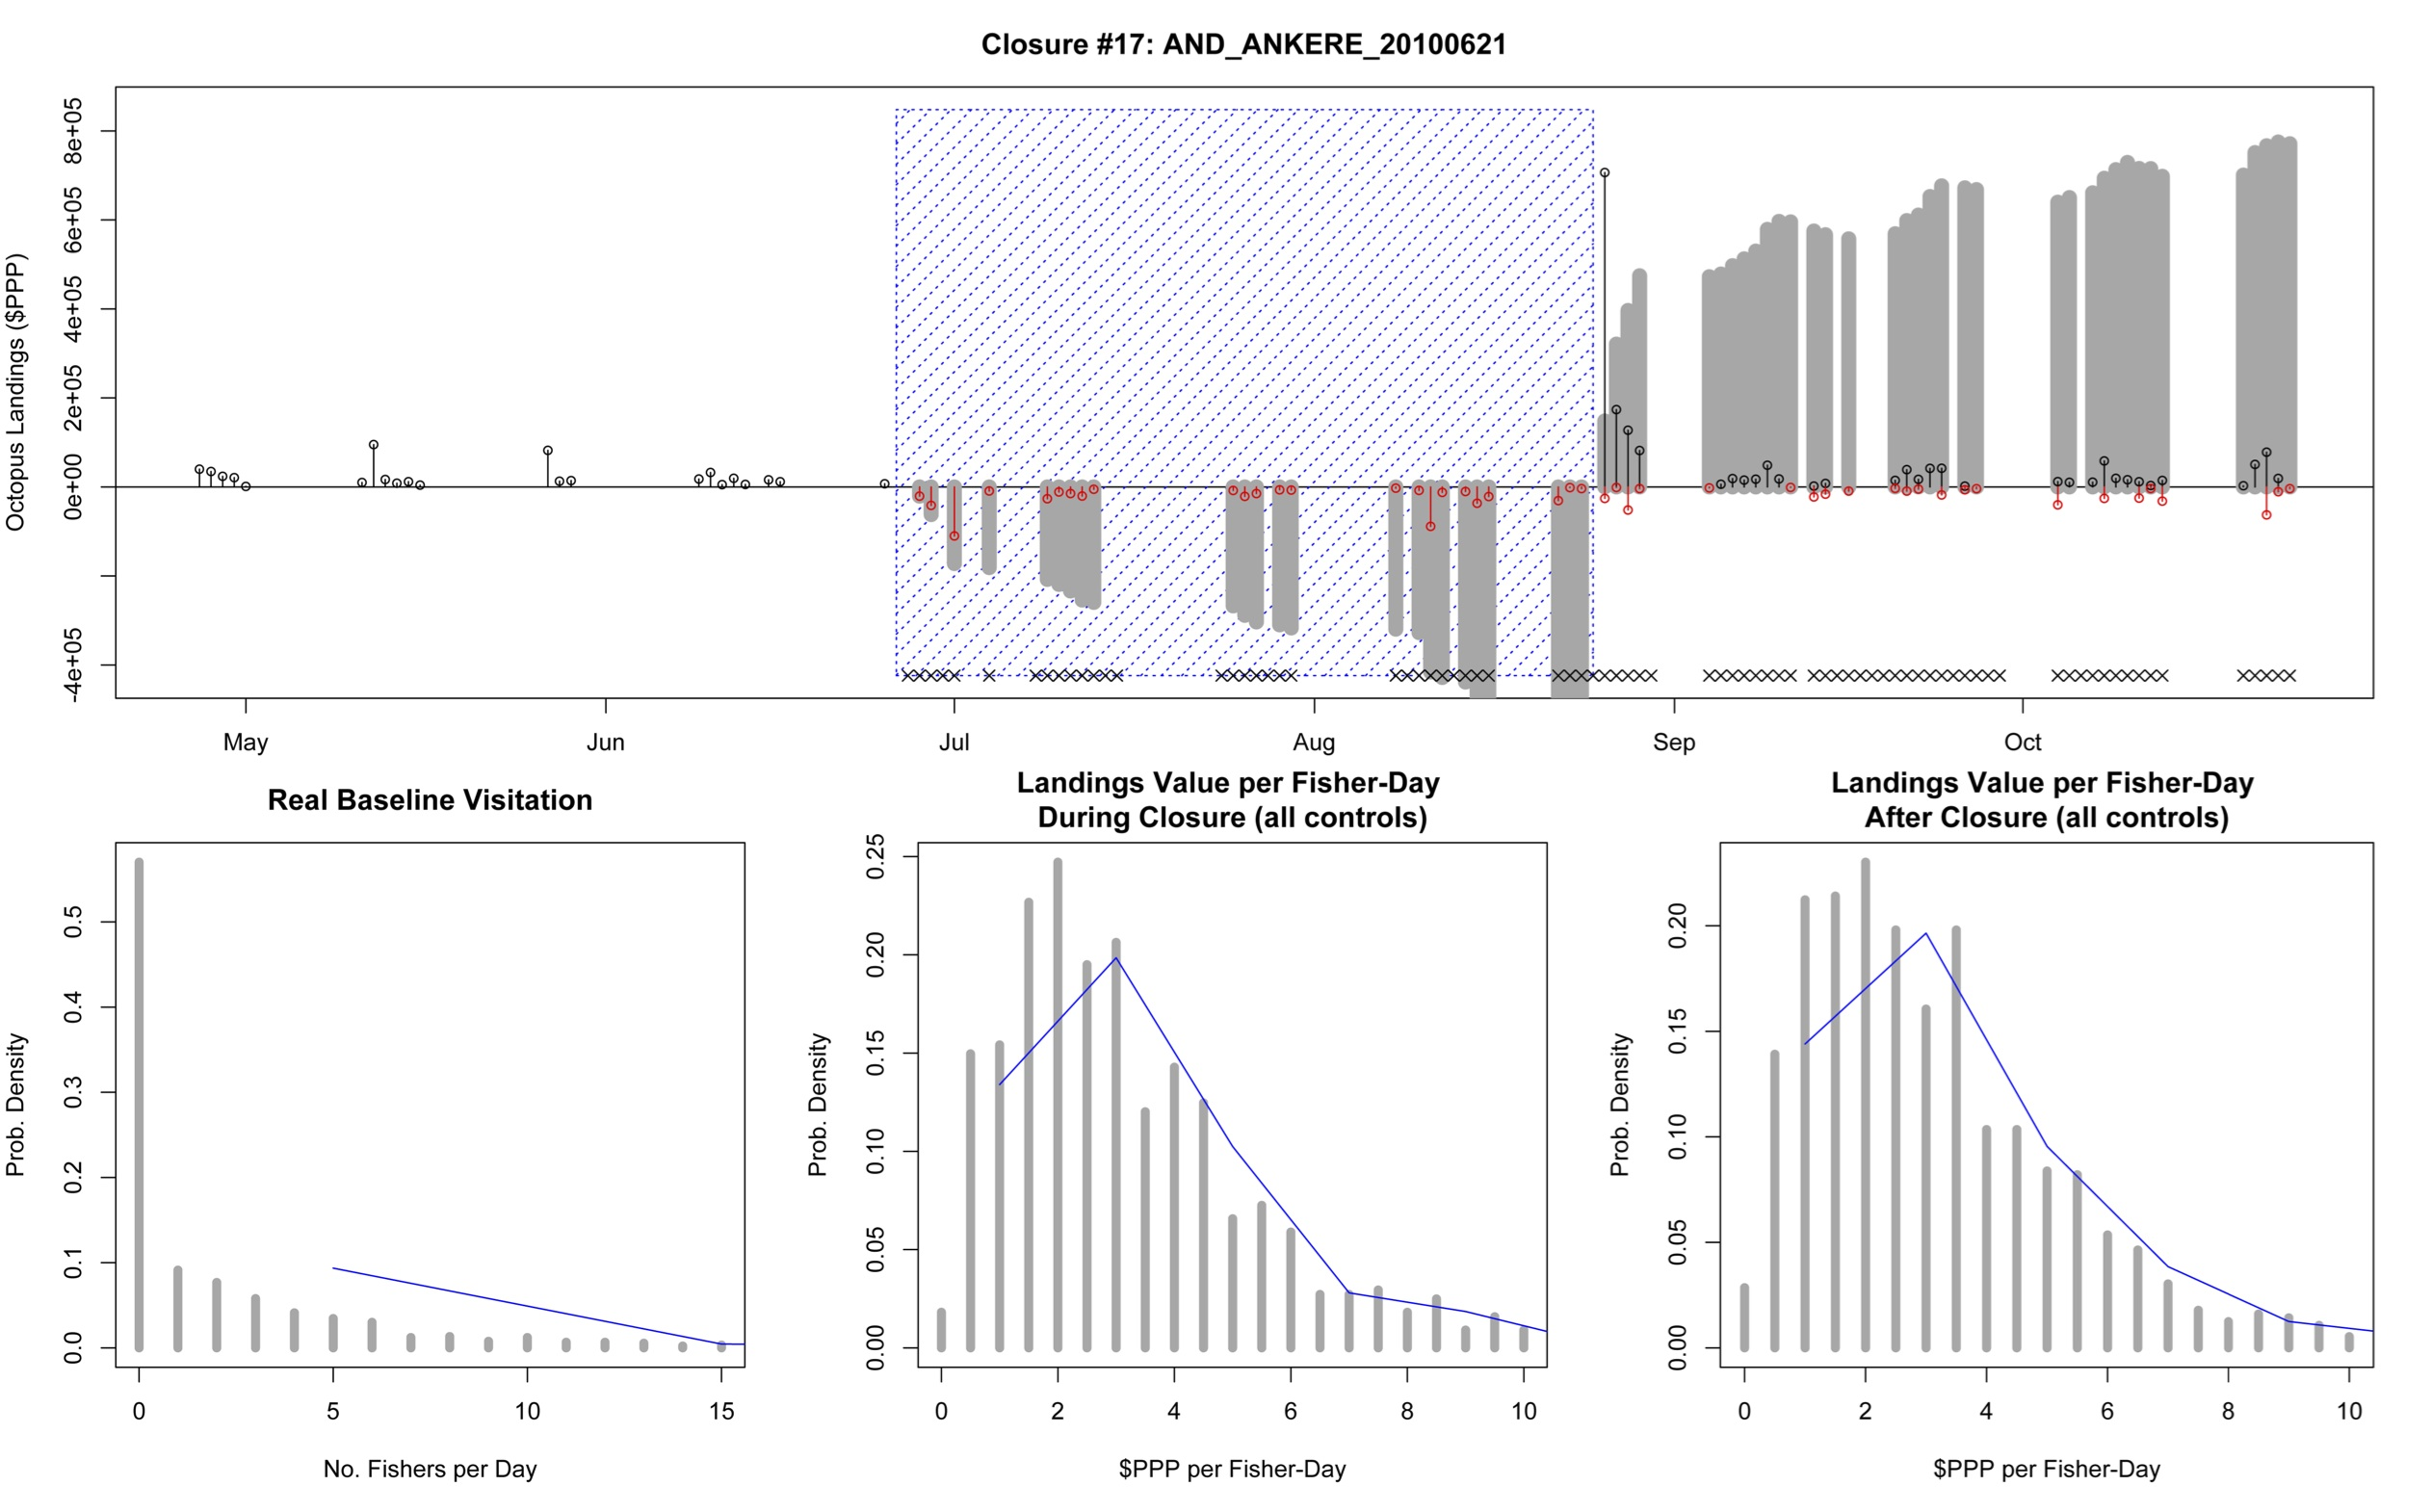 Closure #17: AND_ANKERE_20100621
Octopus Landings ($PPP)
8e+05
6e+05
4e+05
2e+05
0e+00
-4e+05
May Jun Jul Aug Sep Oct
Real Baseline Visitation
Prob. Density
0.5
0.4
0.3
0.2
0.1
0.0
0 5 10 15
No. Fishers per Day
Landings Value per Fisher-Day
During Closure (all controls)
Prob. Density
0.25
0.20
0.15
0.10
0.05
0.00
0 2 4 6 8 10
$PPP per Fisher-Day
Landings Value per Fisher-Day
After Closure (all controls)
Prob. Density
0.20
0.15
0.10
0.05
0.00
0 2 4 6 8 10
$PPP per Fisher-Day